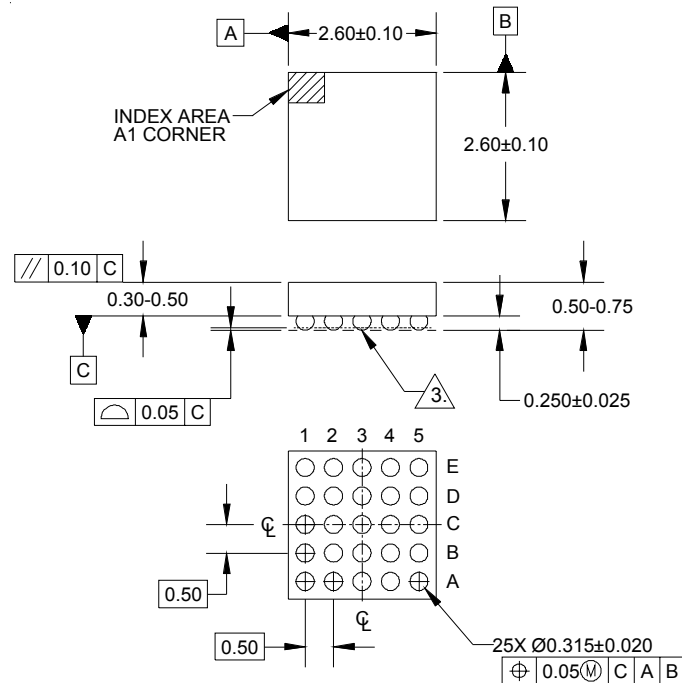 A
2.60±0.10
B
INDEX AREA
A1 CORNER
2.60±0.10
// 0.10 C
0.30-0.50
0.50-0.75
C
⌓ 0.05 C
3.
0.250±0.025
1 2 3 4 5
E
D
℄ C
B
A
0.50
℄
0.50
25X Ø0.315±0.020
⌖ 0.05Ⓜ C A B